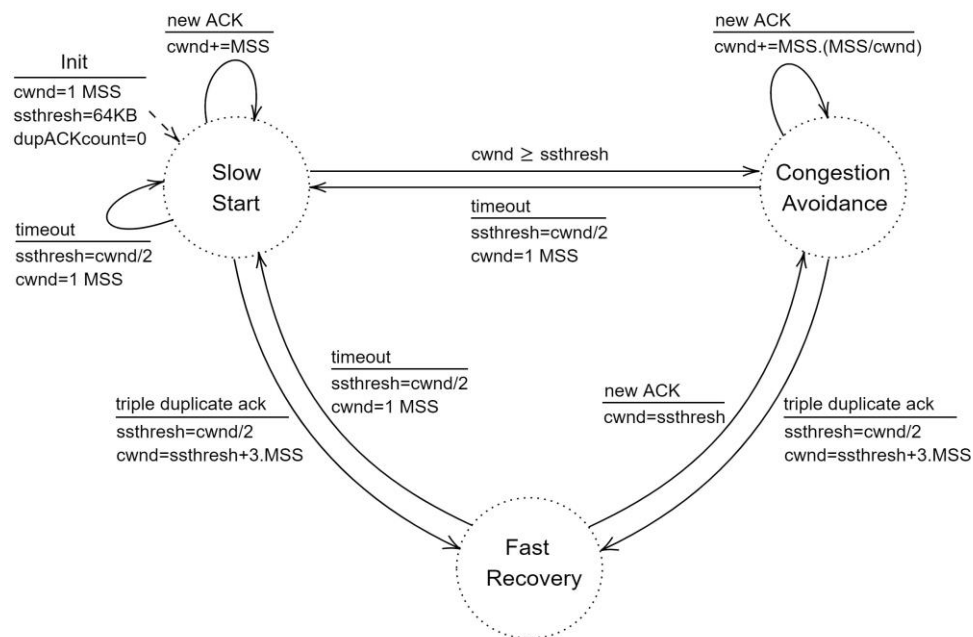 new ACK
cwnd+=MSS
new ACK
cwnd+=MSS.(MSS/cwnd)
Init
cwnd=1 MSS
ssthresh=64KB
dupACKcount=0
Slow
Start
cwnd ≥ ssthresh
Congestion
Avoidance
timeout
ssthresh=cwnd/2
cwnd=1 MSS
timeout
ssthresh=cwnd/2
cwnd=1 MSS
timeout
ssthresh=cwnd/2
cwnd=1 MSS
new ACK
cwnd=ssthresh
triple duplicate ack
ssthresh=cwnd/2
cwnd=ssthresh+3.MSS
triple duplicate ack
ssthresh=cwnd/2
cwnd=ssthresh+3.MSS
Fast
Recovery